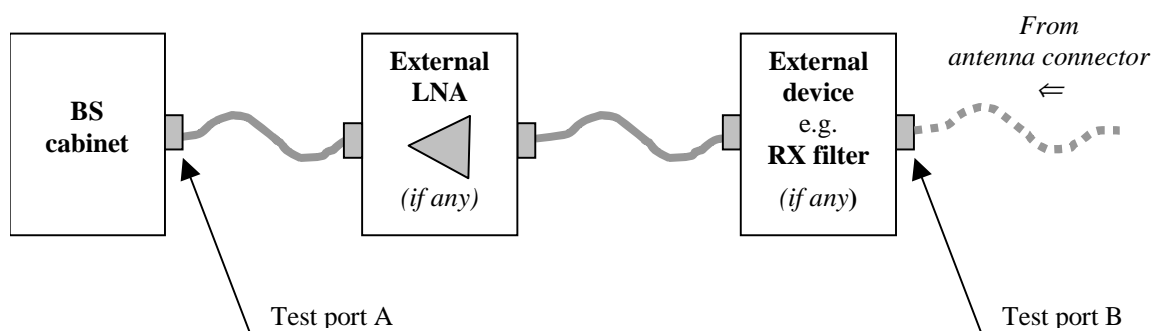 BS
cabinet
External
LNA
(if any)
External
device
e.g.
RX filter
(if any)
From
antenna connector
⇐
Test port A
Test port B